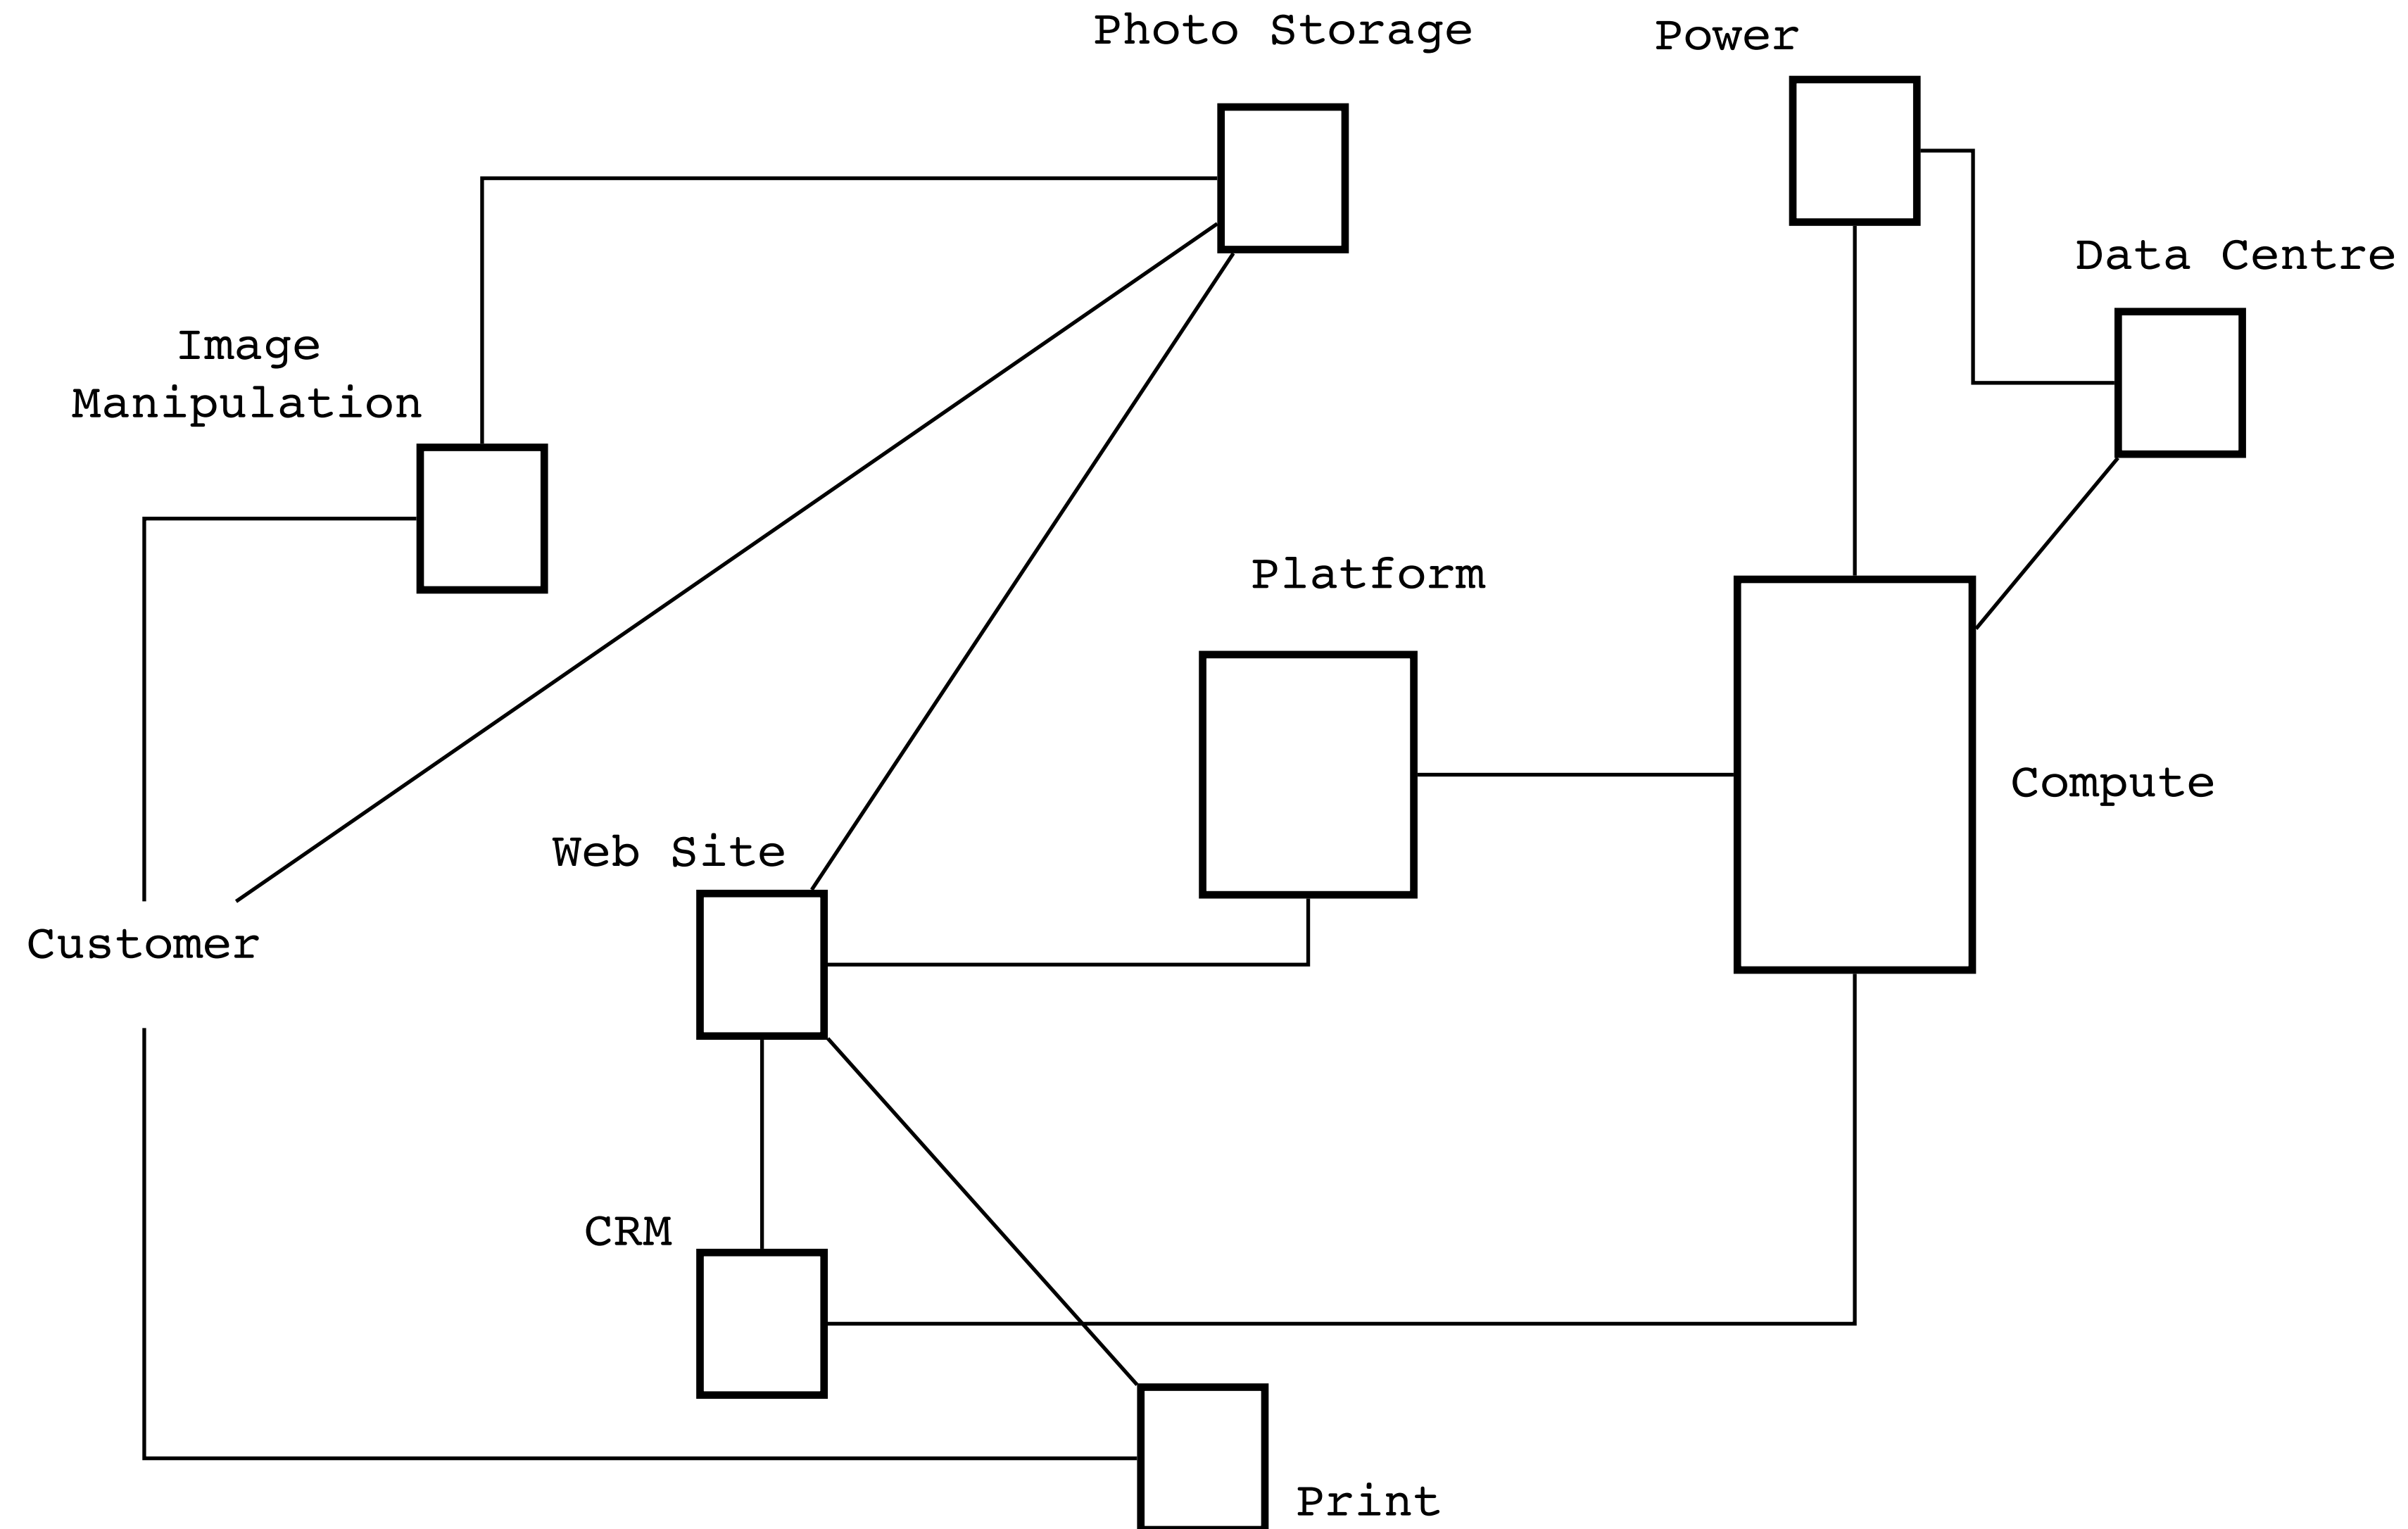 Photo Storage
Power
Data Centre
Image
Manipulation
Platform
Compute
Web Site
Customer
CRM
Print